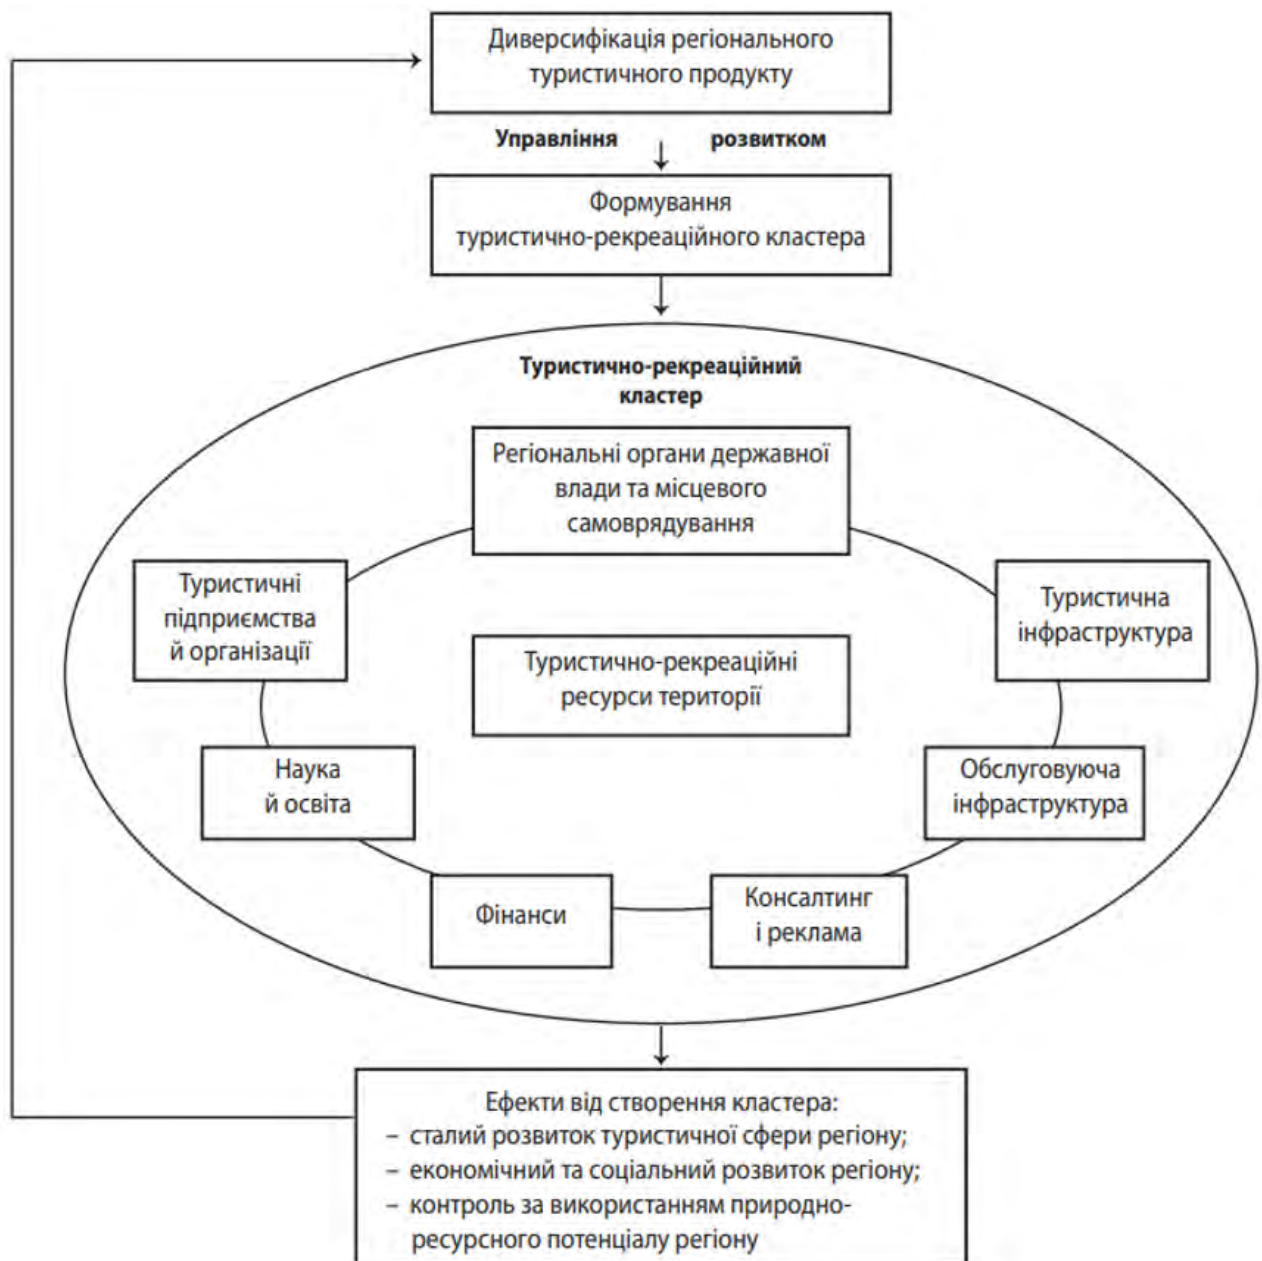 Диверсифікація регіонального
туристичного продукту
Управління розвитком
Формування
туристично-рекреаційного кластера
Туристично-рекреаційний
кластер
Регіональні органи державної
влади та місцевого
самоврядування
Туристичні
підприємства
й організації
Туристична
інфраструктура
Туристично-рекреаційні
ресурси території
Наука
й освіта
Обслуговуюча
інфраструктура
Фінанси
Консалтинг
і реклама
Ефекти від створення кластера:
– сталий розвиток туристичної сфери регіону;
– економічний та соціальний розвиток регіону;
– контроль за використанням природно-
ресурсного потенціалу регіону